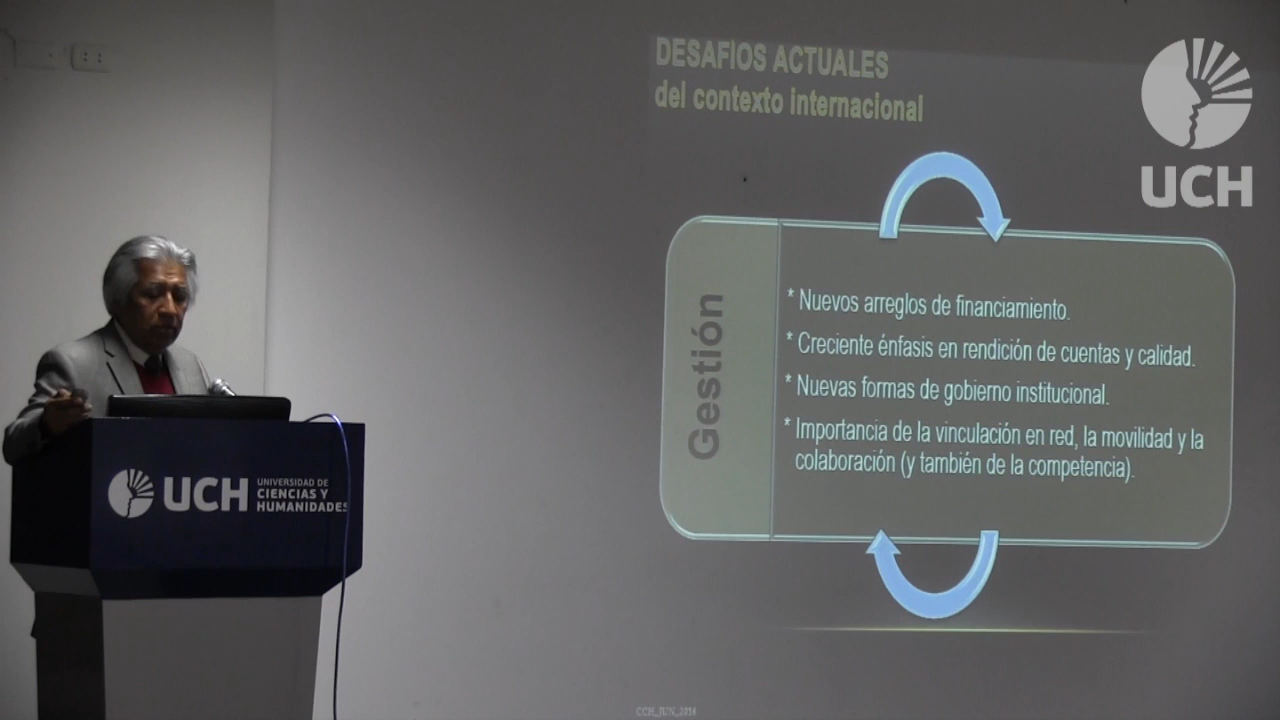 DESAFIOS ACTUALES
del contexto internacional
UCH
Gestión
* Nuevos arreglos de financiamiento.
* Creciente énfasis en rendición de cuentas y calidad.
* Nuevas formas de gobierno institucional.
* Importancia de la vinculación en red, la movilidad y la
colaboración (y también de la competencia).
UCH
UNIVERSIDAD DE
CIENCIAS Y
HUMANIDADES
CCH_JUN_2016